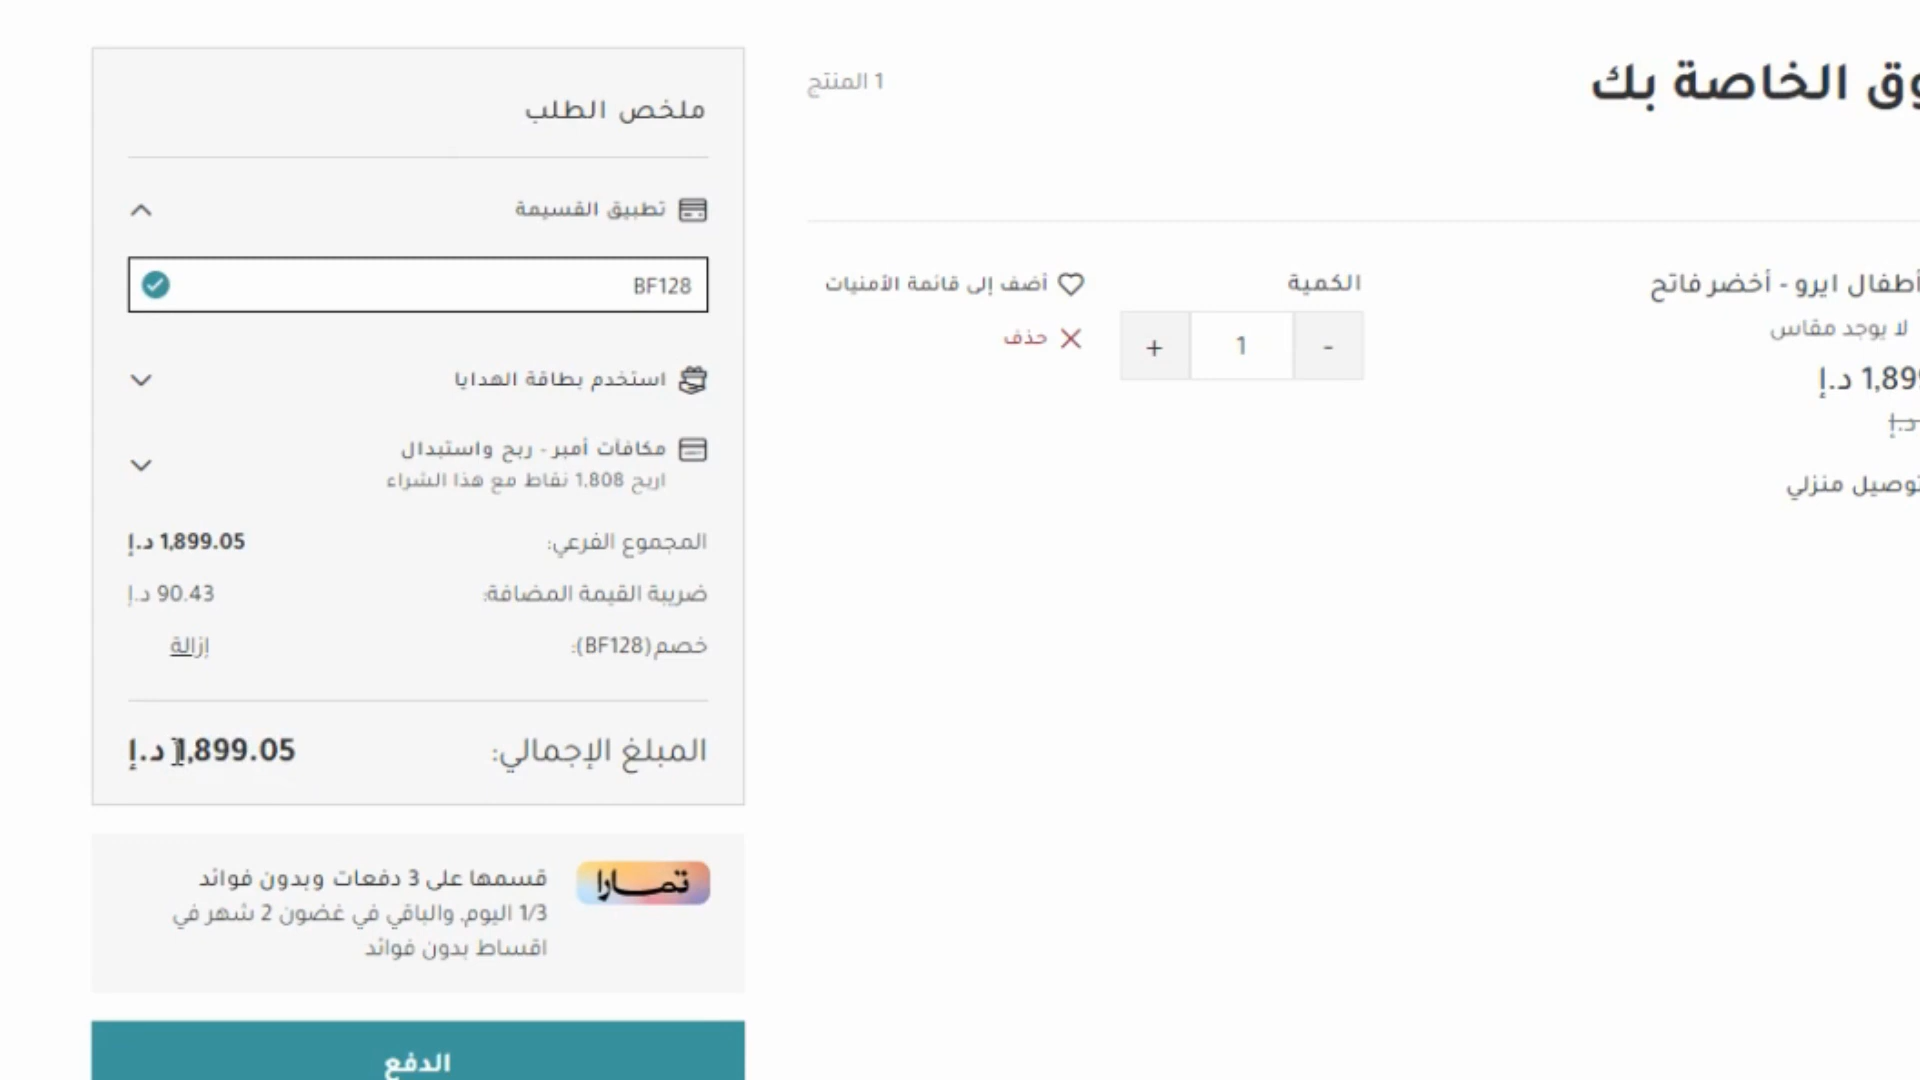 الخاصة بك
1 المنتج
أطفال ايرو - أخضر فاتح
لا يوجد مقاس
د.إ
د.إ
توصيل منزلي
الكمية
- 1 +
أضف إلى قائمة الأمنيات
حذف
ملخص الطلب
تطبيق القسيمة
BF128
استخدم بطاقة الهدايا
مكافآت أمبر - ربح واستبدال
اربح 1,808 نقاط مع هذا الشراء
المجموع الفرعي: 1,899.05 د.إ
ضريبة القيمة المضافة: 90.43 د.إ
خصم(BF128): إزالة
المبلغ الإجمالي: 1,899.05 د.إ
تمارا
قسمها على 3 دفعات وبدون فوائد
1/3 اليوم, والباقي في غضون 2 شهر في
اقساط بدون فوائد
الدفع